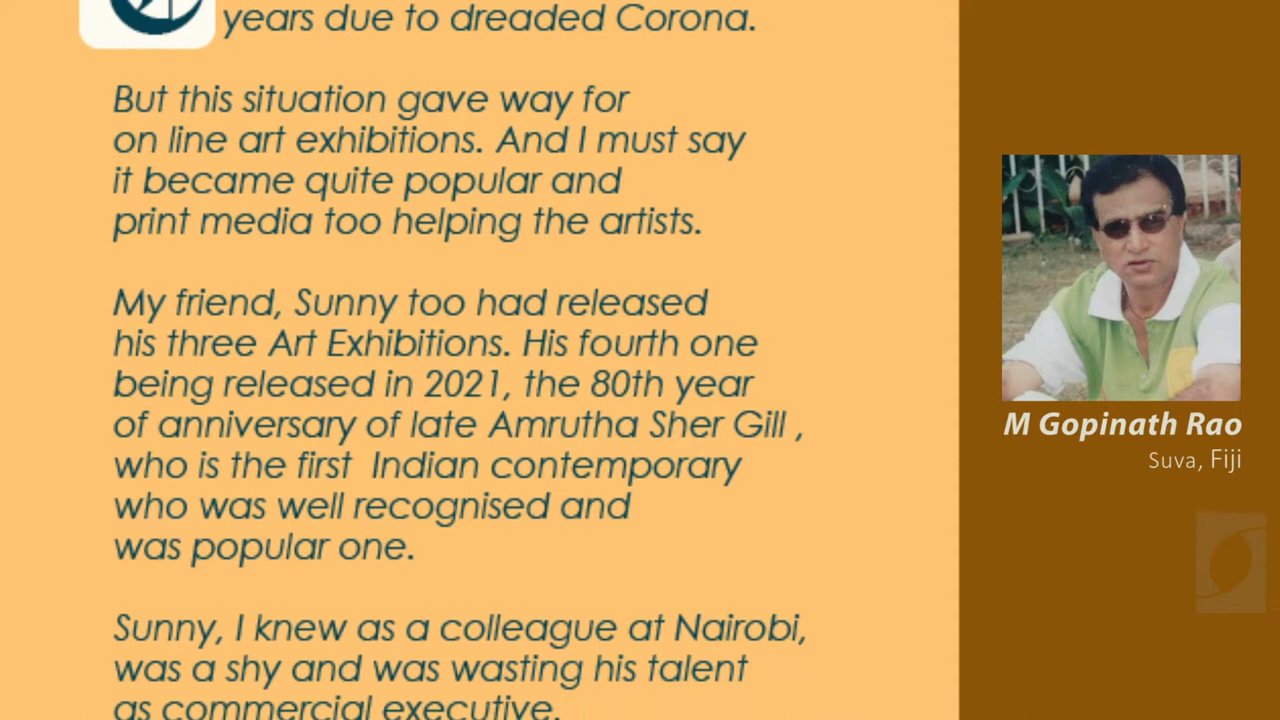 years due to dreaded Corona.
But this situation gave way for
on line art exhibitions. And I must say
it became quite popular and
print media too helping the artists.
My friend, Sunny too had released
his three Art Exhibitions. His fourth one
being released in 2021, the 80th year
of anniversary of late Amrutha Sher Gill ,
who is the first Indian contemporary
who was well recognised and
was popular one.
Sunny, I knew as a colleague at Nairobi,
was a shy and was wasting his talent
as commercial executive.
M Gopinath Rao
Suva, Fiji